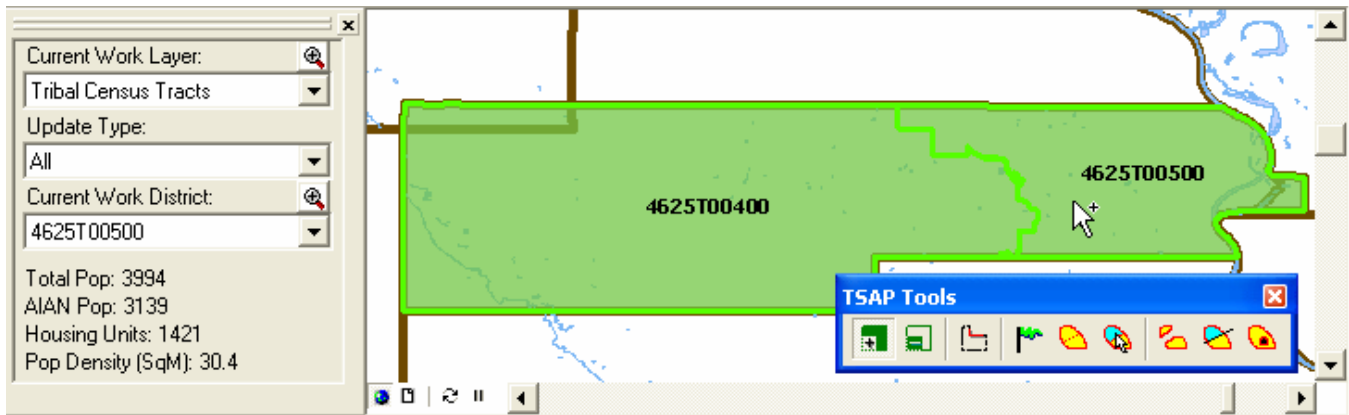 Current Work Layer:
Tribal Census Tracts
Update Type:
All
Current Work District:
4625T00500
Total Pop: 3994
AIAN Pop: 3139
Housing Units: 1421
Pop Density (SqM): 30.4
4625T00400
4625T00500
TSAP Tools